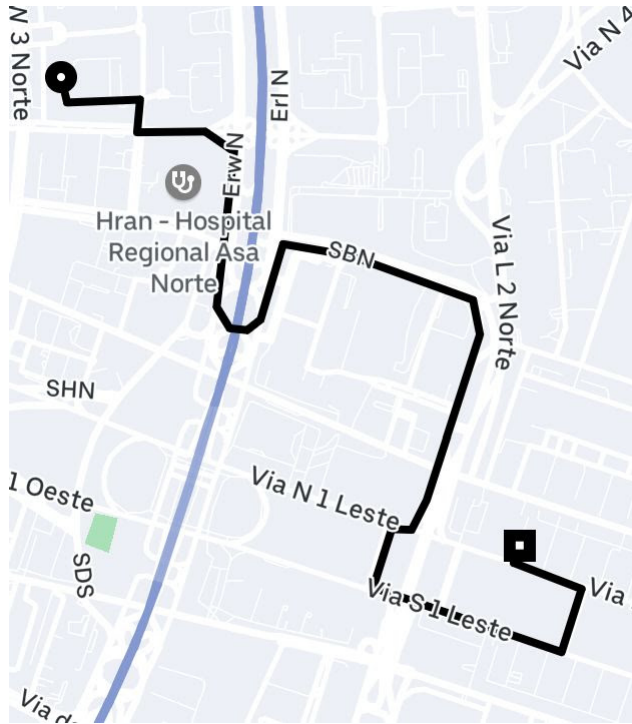 W 3 Norte
Erl N
Via N 4
Erw N
Hran - Hospital
Regional Asa
Norte
SBN
Via L 2 Norte
SHN
1 Oeste
Via N 1 Leste
SDS
Via S 1 Leste
Via
Via d